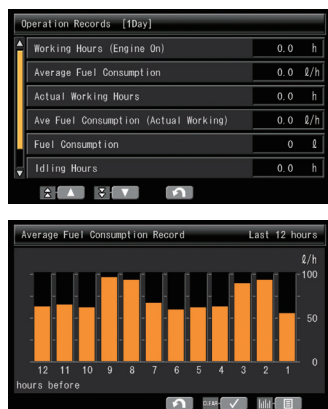 Operation Records [1Day]
Working Hours (Engine On) 0.0 h
Average Fuel Consumption 0.0 ℓ/h
Actual Working Hours 0.0 h
Ave Fuel Consumption (Actual Working) 0.0 ℓ/h
Fuel Consumption 0 ℓ
Idling Hours 0.0 h
Average Fuel Consumption Record Last 12 hours
ℓ/h
100
50
0
12 11 10 9 8 7 6 5 4 3 2 1
hours before
CLEAR